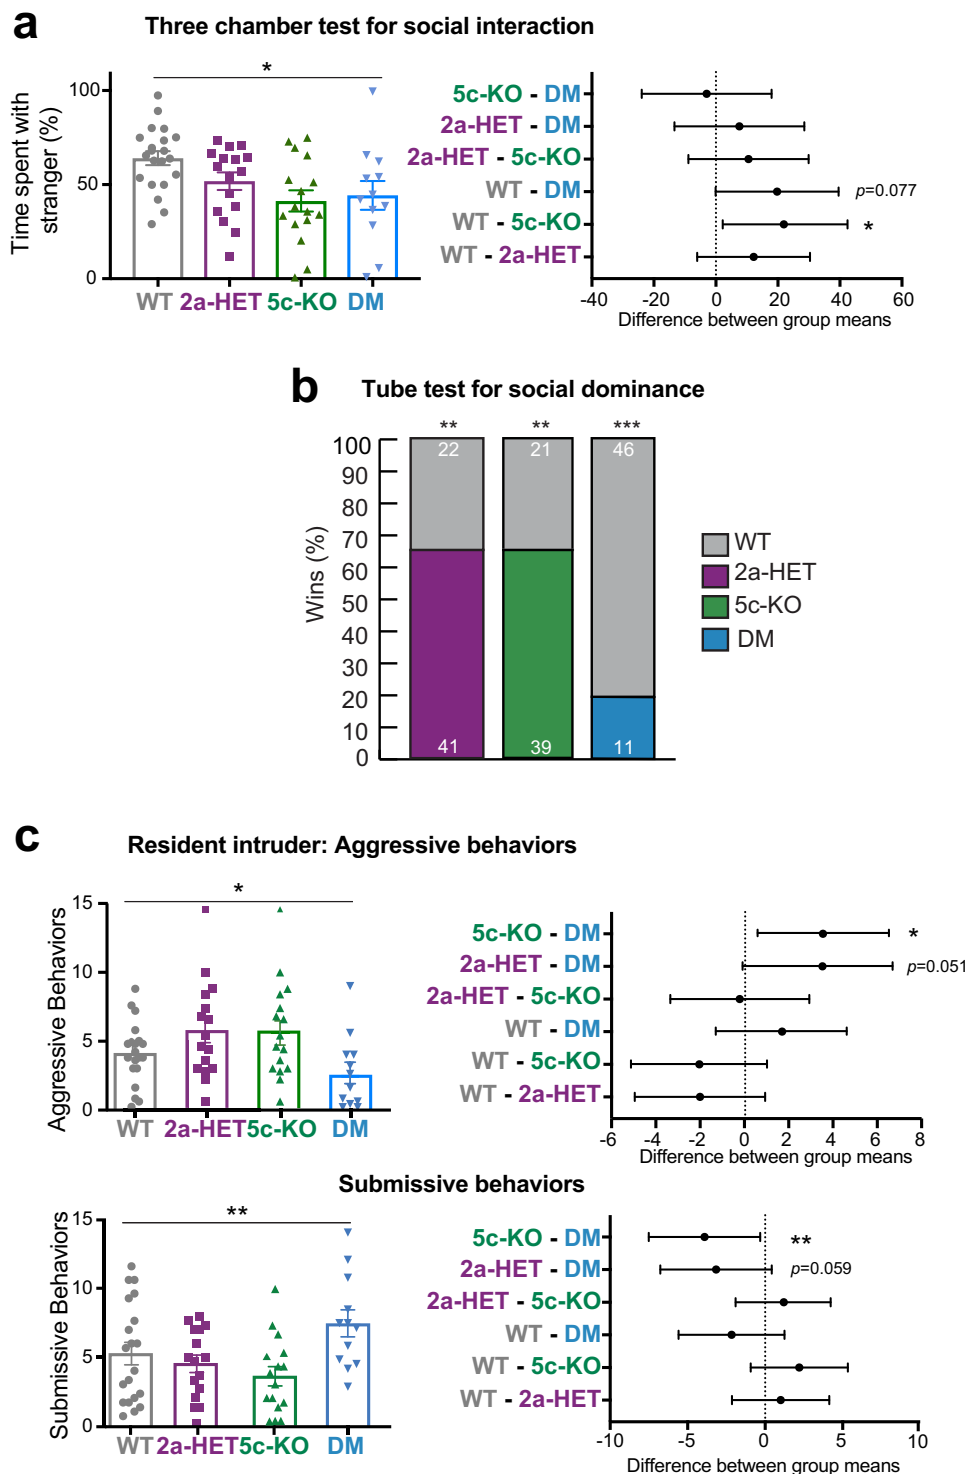 a
Three chamber test for social interaction
*
100
50
0
Time spent with
stranger (%)
WT 2a-HET 5c-KO DM
5c-KO - DM
2a-HET - DM
2a-HET - 5c-KO
WT - DM
p=0.077
WT - 5c-KO
*
WT - 2a-HET
-40 -20 0 20 40 60
Difference between group means
b
Tube test for social dominance
** ** ***
100
90
80
70
60
50
40
30
20
10
0
Wins (%)
22 21 46
41 39 11
WT
2a-HET
5c-KO
DM
c
Resident intruder: Aggressive behaviors
*
15
10
5
0
Aggressive Behaviors
WT 2a-HET 5c-KO DM
5c-KO - DM
*
2a-HET - DM
p=0.051
2a-HET - 5c-KO
WT - DM
WT - 5c-KO
WT - 2a-HET
-6 -4 -2 0 2 4 6 8
Difference between group means
Submissive behaviors
**
15
10
5
0
Submissive Behaviors
WT 2a-HET 5c-KO DM
5c-KO - DM
**
2a-HET - DM
p=0.059
2a-HET - 5c-KO
WT - DM
WT - 5c-KO
WT - 2a-HET
-10 -5 0 5 10
Difference between group means